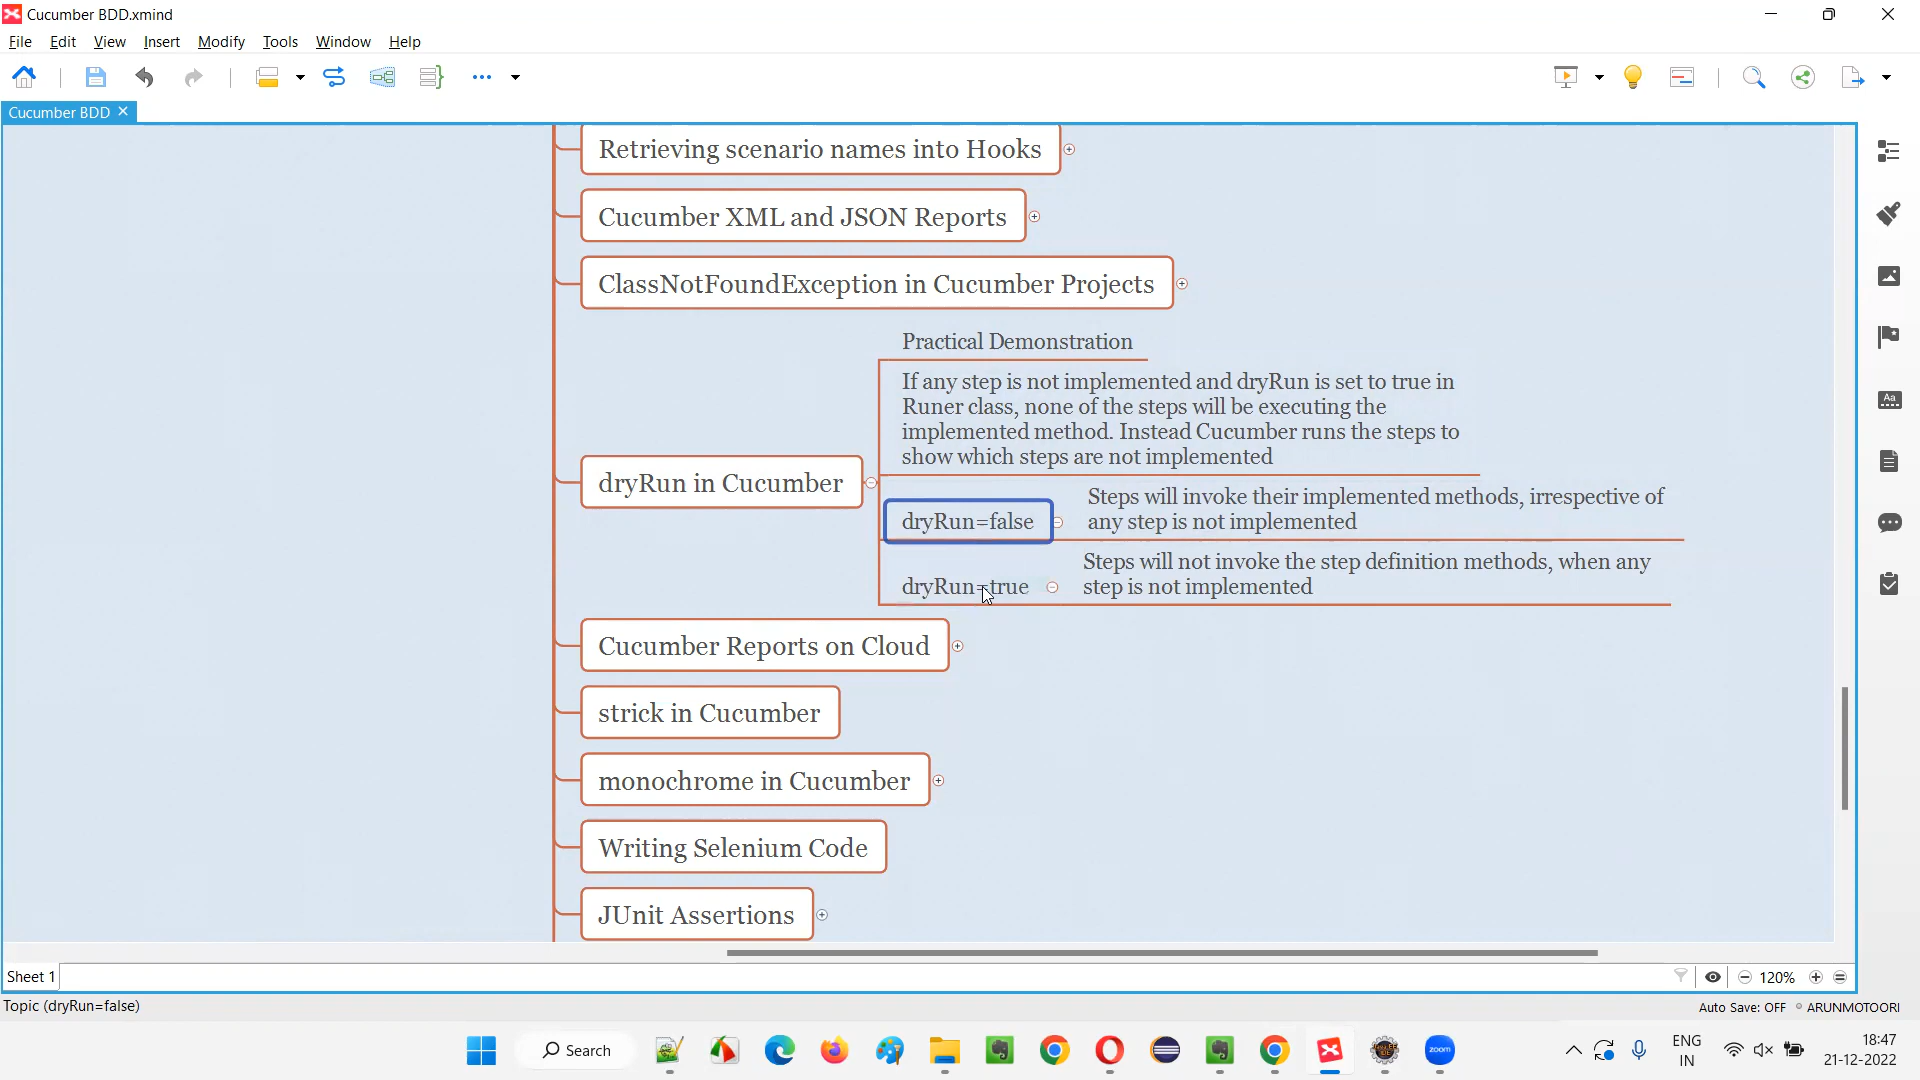 Cucumber BDD.xmind
File Edit View Insert Modify Tools Window Help
Cucumber BDD
Retrieving scenario names into Hooks
Cucumber XML and JSON Reports
ClassNotFoundException in Cucumber Projects
Practical Demonstration
If any step is not implemented and dryRun is set to true in
Runer class, none of the steps will be executing the
implemented method. Instead Cucumber runs the steps to
show which steps are not implemented
dryRun in Cucumber
dryRun=false
Steps will invoke their implemented methods, irrespective of
any step is not implemented
dryRun=true
Steps will not invoke the step definition methods, when any
step is not implemented
Cucumber Reports on Cloud
strick in Cucumber
monochrome in Cucumber
Writing Selenium Code
JUnit Assertions
Sheet 1
120%
Topic (dryRun=false)
Auto Save: OFF ARUNMOTOORI
Search
zoom
ENG
IN
18:47
21-12-2022